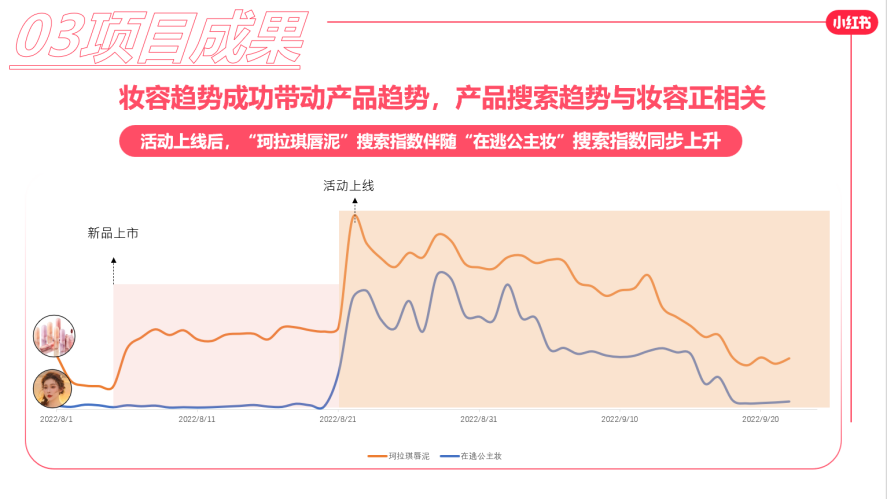 03项目成果
小红书
妆容趋势成功带动产品趋势，产品搜索趋势与妆容正相关
活动上线后，“珂拉琪唇泥”搜索指数伴随“在逃公主妆”搜索指数同步上升
活动上线
新品上市
2022/8/1 2022/8/11 2022/8/21 2022/8/31 2022/9/10 2022/9/20
珂拉琪唇泥 在逃公主妆